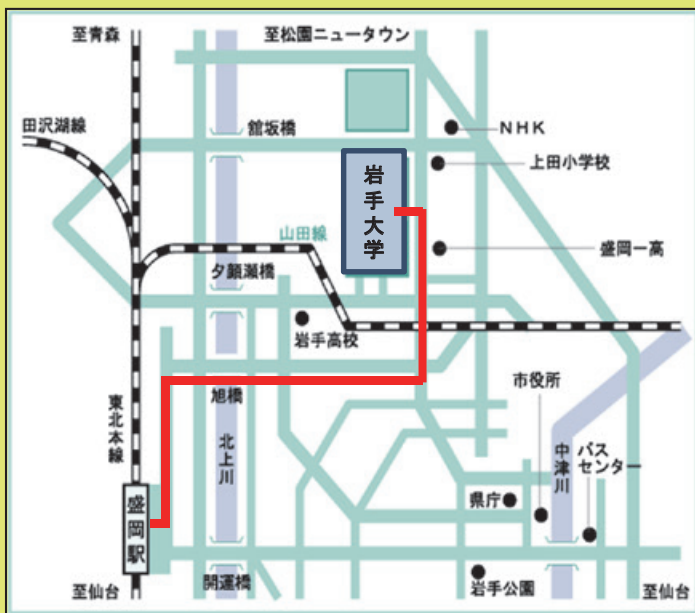 至青森
至松園ニュータウン
田沢湖線
舘坂橋
NHK
岩手大学
上田小学校
山田線
夕顔瀬橋
盛岡一高
岩手高校
東北本線
旭橋
北上川
市役所
中津川
バス
センター
県庁
盛岡駅
至仙台
開運橋
岩手公園
至仙台